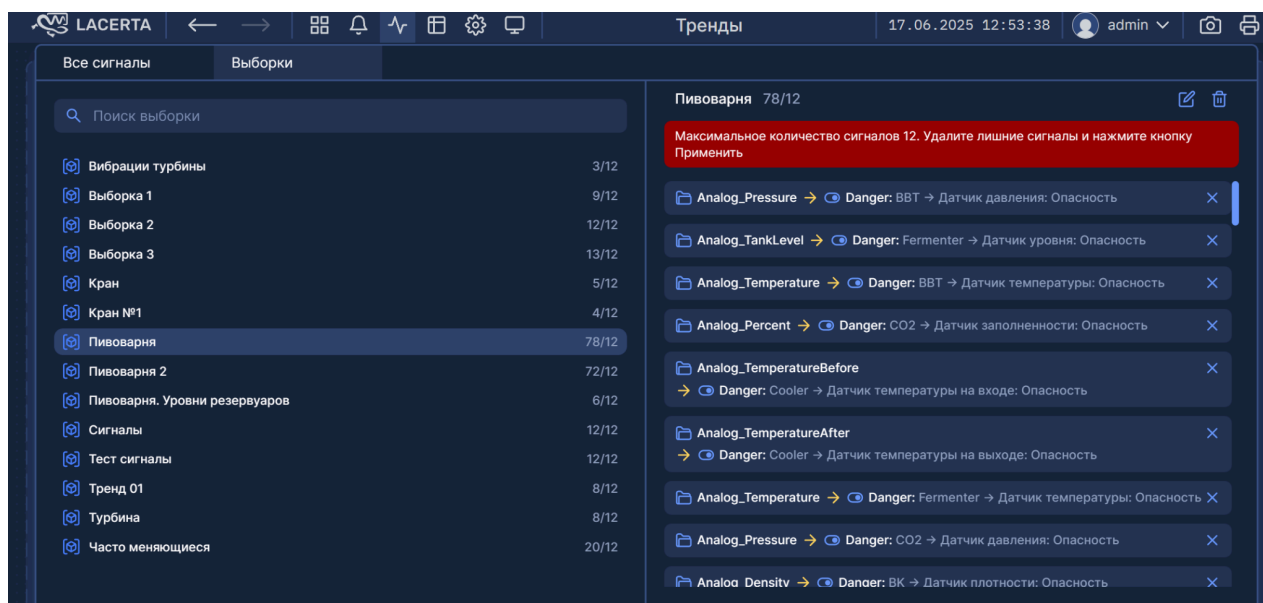 LACERTA Тренды 17.06.2025 12:53:38 admin
Все сигналы Выборки
Поиск выборки
Вибрации турбины 3/12
Выборка 1 9/12
Выборка 2 12/12
Выборка 3 13/12
Кран 5/12
Кран №1 4/12
Пивоварня 78/12
Пивоварня 2 72/12
Пивоварня. Уровни резервуаров 6/12
Сигналы 12/12
Тест сигналы 12/12
Тренд 01 8/12
Турбина 8/12
Часто меняющиеся 20/12
Пивоварня 78/12
Максимальное количество сигналов 12. Удалите лишние сигналы и нажмите кнопку
Применить
Analog_Pressure → Danger: BBT → Датчик давления: Опасность
Analog_TankLevel → Danger: Fermenter → Датчик уровня: Опасность
Analog_Temperature → Danger: BBT → Датчик температуры: Опасность
Analog_Percent → Danger: CO2 → Датчик заполненности: Опасность
Analog_TemperatureBefore
→ Danger: Cooler → Датчик температуры на входе: Опасность
Analog_TemperatureAfter
→ Danger: Cooler → Датчик температуры на выходе: Опасность
Analog_Temperature → Danger: Fermenter → Датчик температуры: Опасность
Analog_Pressure → Danger: CO2 → Датчик давления: Опасность
Analog_Density → Danger: BK → Датчик плотности: Опасность